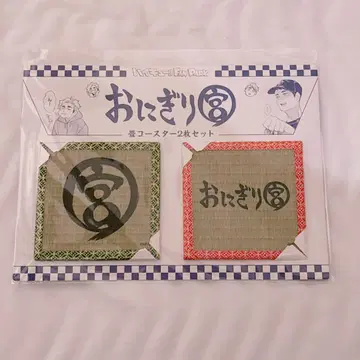 おにぎり宮
畳コースター2枚セット
宮
おにぎり宮